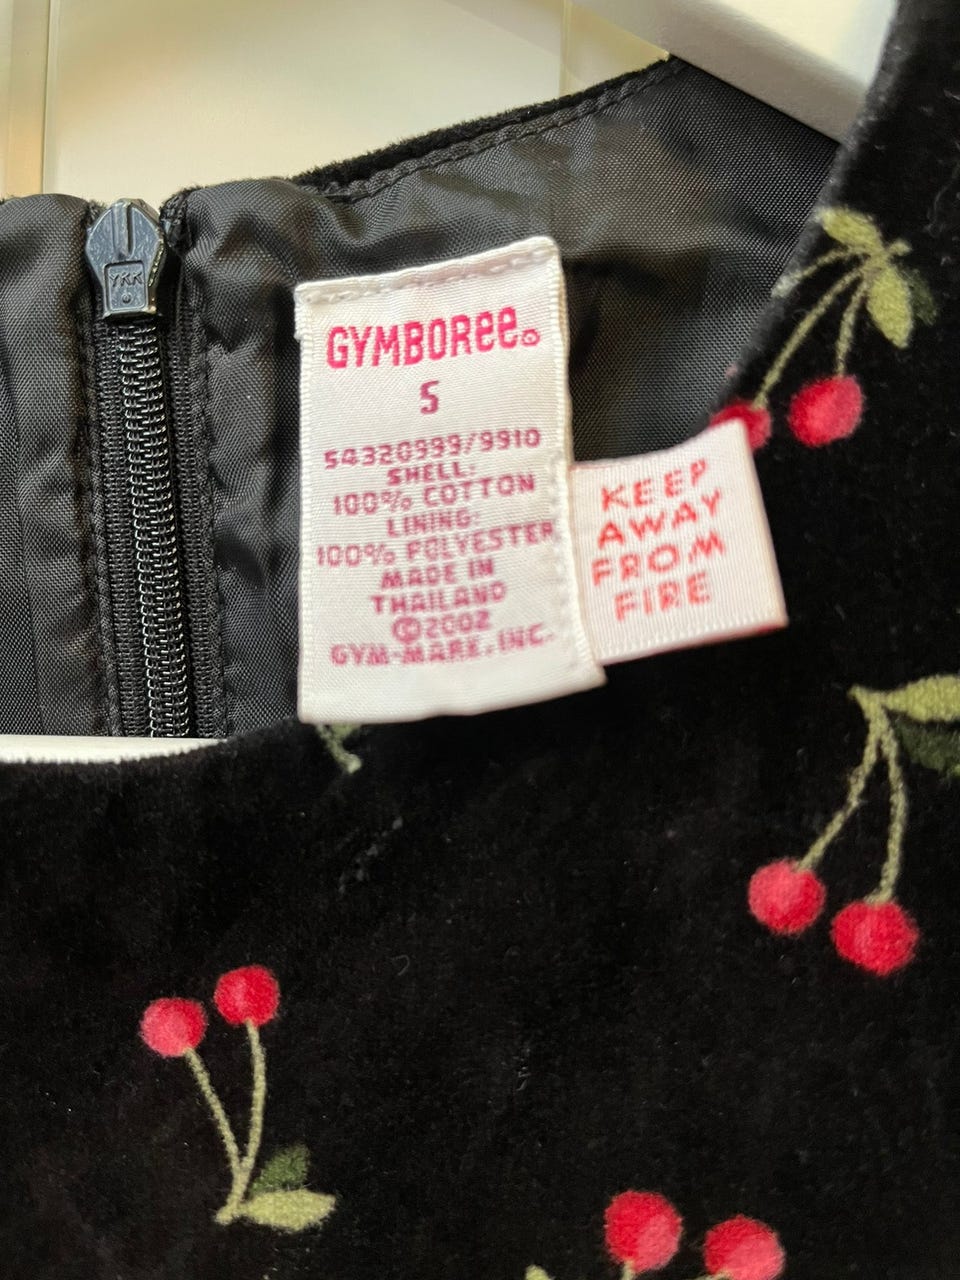 YKK
GYMBOREE®
5
54320999/9910
SHELL:
100% COTTON
LINING:
100% POLYESTER
MADE IN
THAILAND
©2002
GYM-MARK, INC.
KEEP
AWAY
FROM
FIRE